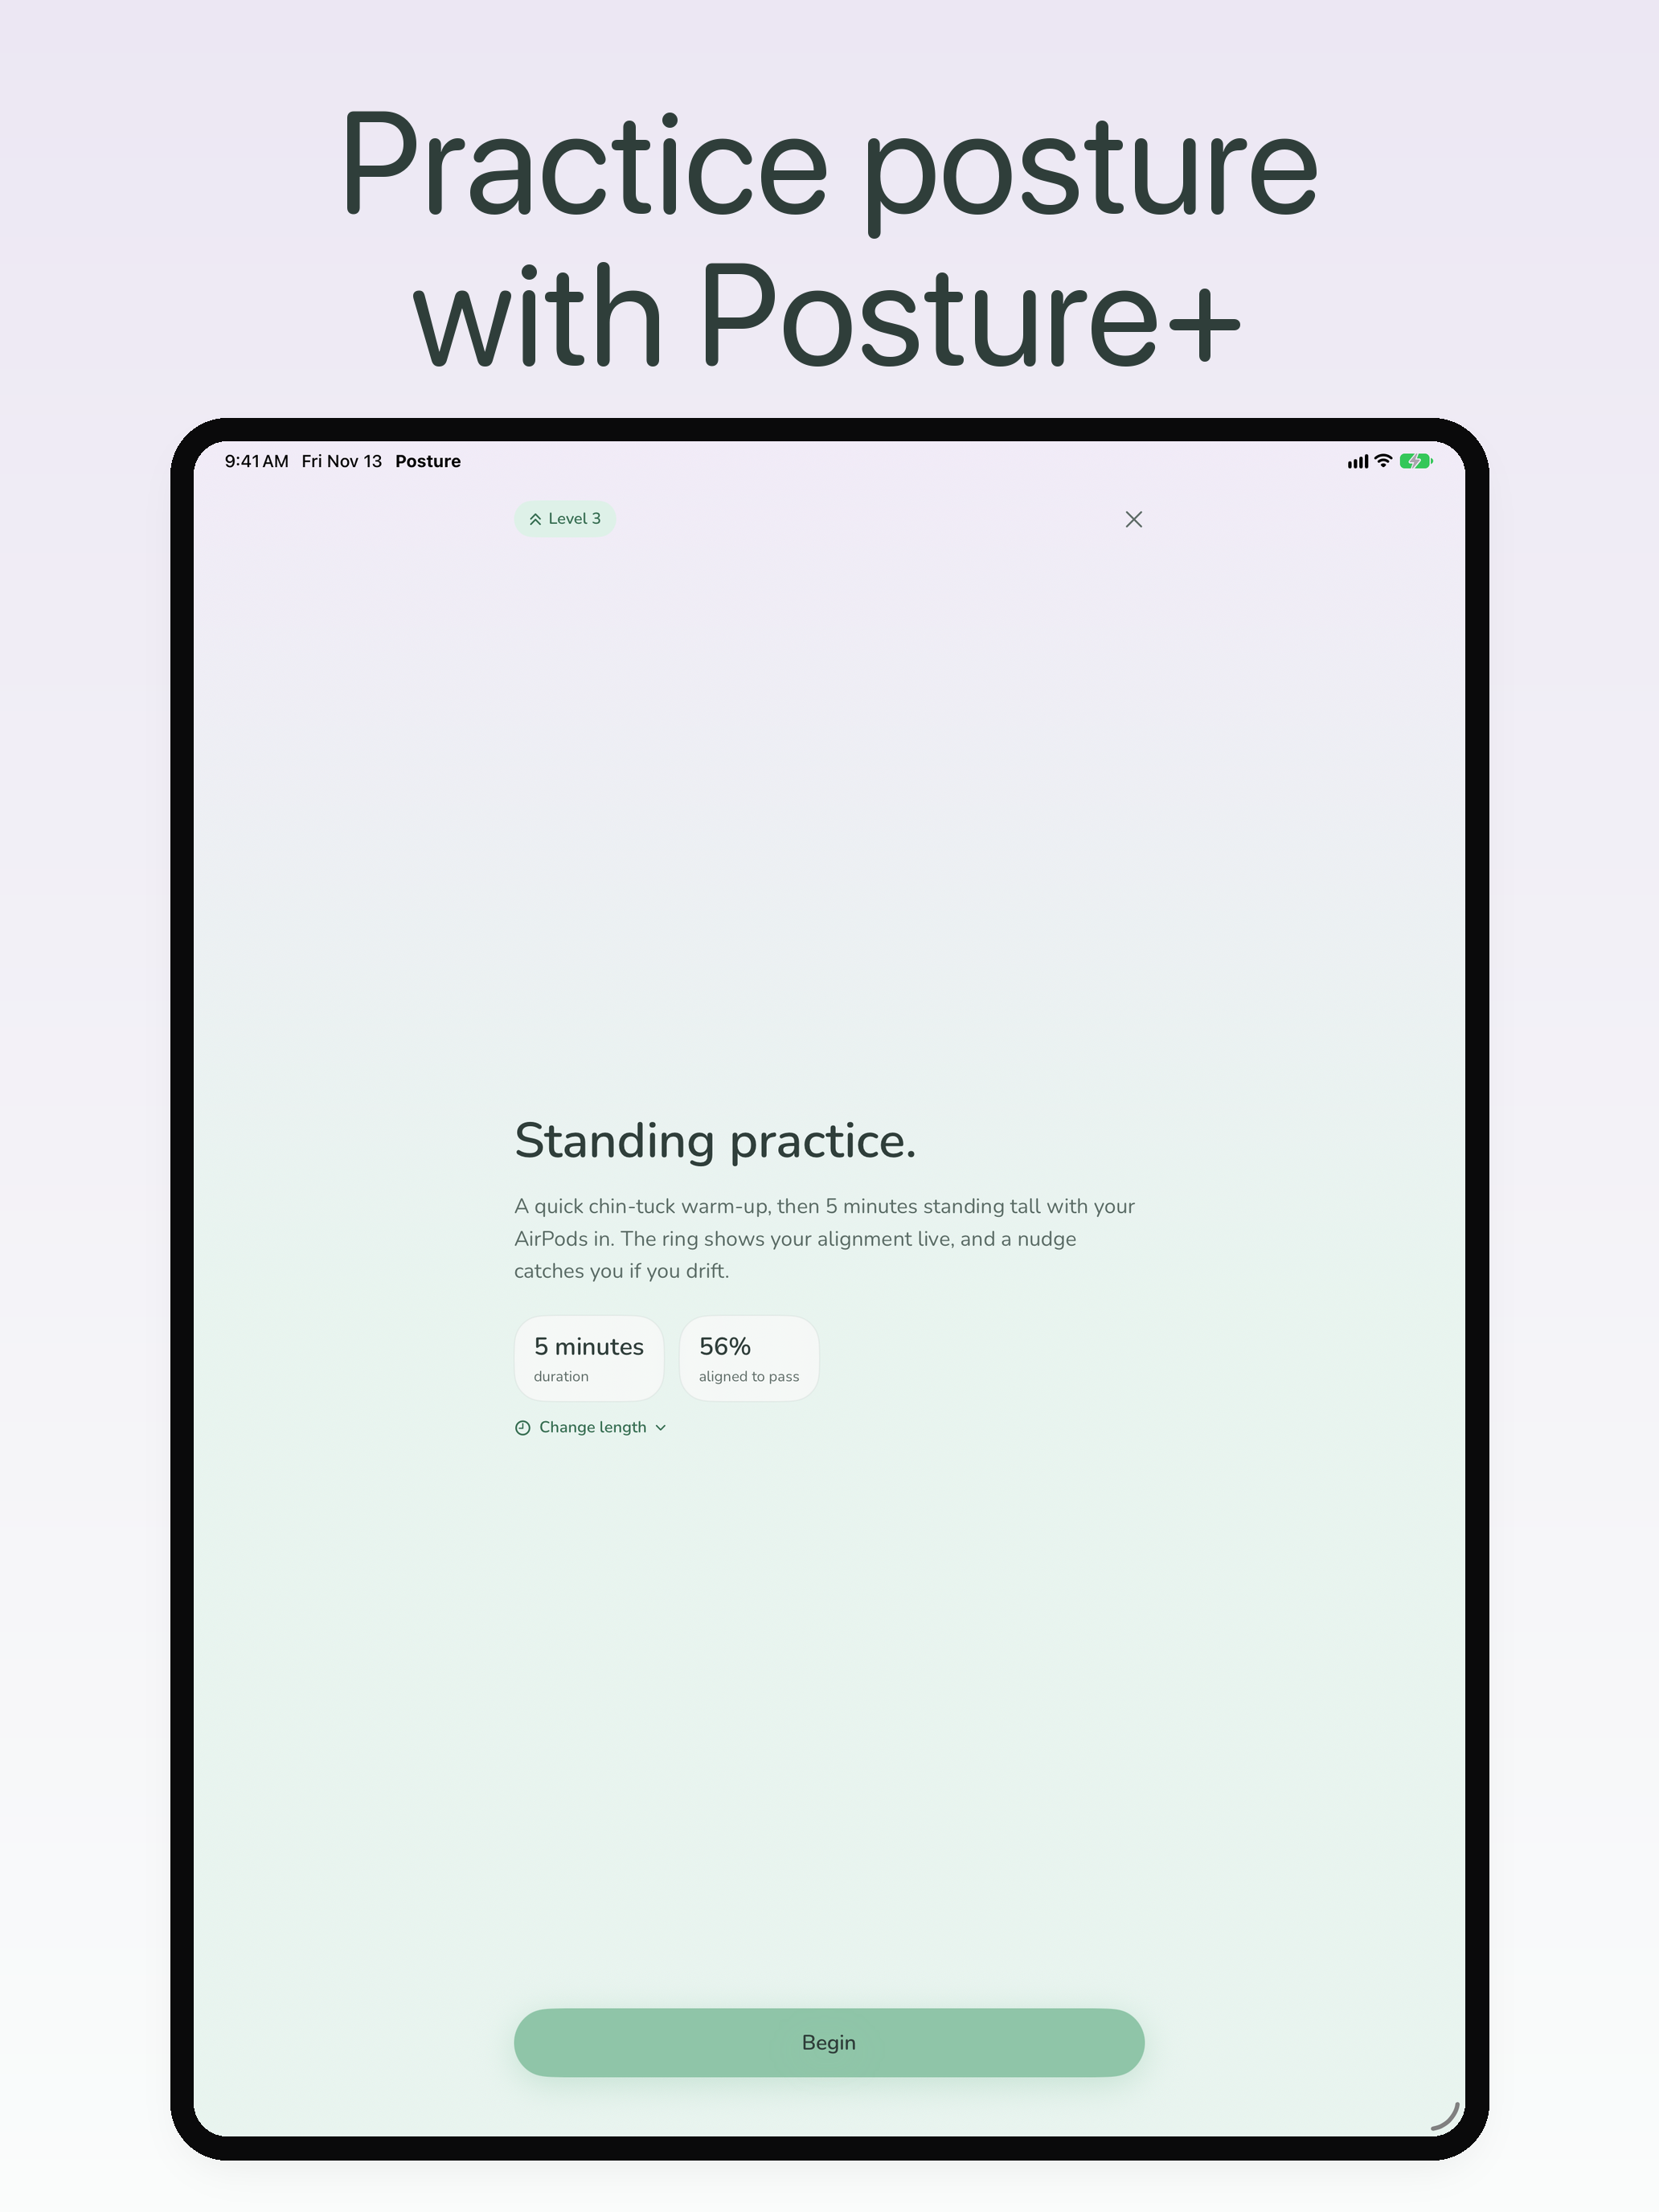 Practice posture
with Posture+
9:41 AM Fri Nov 13 Posture
Level 3
Standing practice.
A quick chin-tuck warm-up, then 5 minutes standing tall with your
AirPods in. The ring shows your alignment live, and a nudge
catches you if you drift.
5 minutes
duration
56%
aligned to pass
Change length
Begin